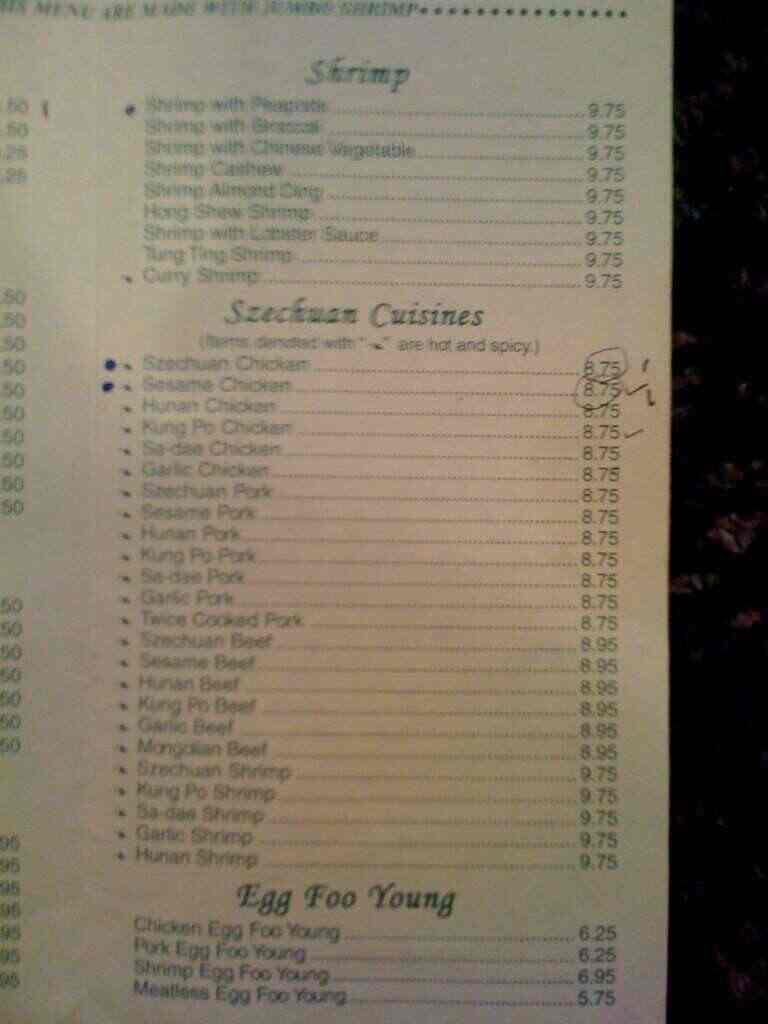 MENU ARE MADE WITH JUMBO SHRIMP
Shrimp
Shrimp with Peapods 9.75
Shrimp with Broccoli 9.75
Shrimp with Chinese Vegetable 9.75
Shrimp Cashew 9.75
Shrimp Almond Ding 9.75
Hong Shew Shrimp 9.75
Shrimp with Lobster Sauce 9.75
Tung Ting Shrimp 9.75
Curry Shrimp 9.75
Szechuan Cuisines
(Items denoted with " " are hot and spicy.)
Szechuan Chicken 8.75
Sesame Chicken 8.75
Hunan Chicken 8.75
Kung Po Chicken 8.75
Sa-dae Chicken 8.75
Garlic Chicken 8.75
Szechuan Pork 8.75
Sesame Pork 8.75
Hunan Pork 8.75
Kung Po Pork 8.75
Sa-dae Pork 8.75
Garlic Pork 8.75
Twice Cooked Pork 8.75
Szechuan Beef 8.95
Sesame Beef 8.95
Hunan Beef 8.95
Kung Po Beef 8.95
Garlic Beef 8.95
Mongolian Beef 8.95
Szechuan Shrimp 9.75
Kung Po Shrimp 9.75
Sa-dae Shrimp 9.75
Garlic Shrimp 9.75
Hunan Shrimp 9.75
Egg Foo Young
Chicken Egg Foo Young 6.25
Pork Egg Foo Young 6.25
Shrimp Egg Foo Young 6.95
Meatless Egg Foo Young 5.75